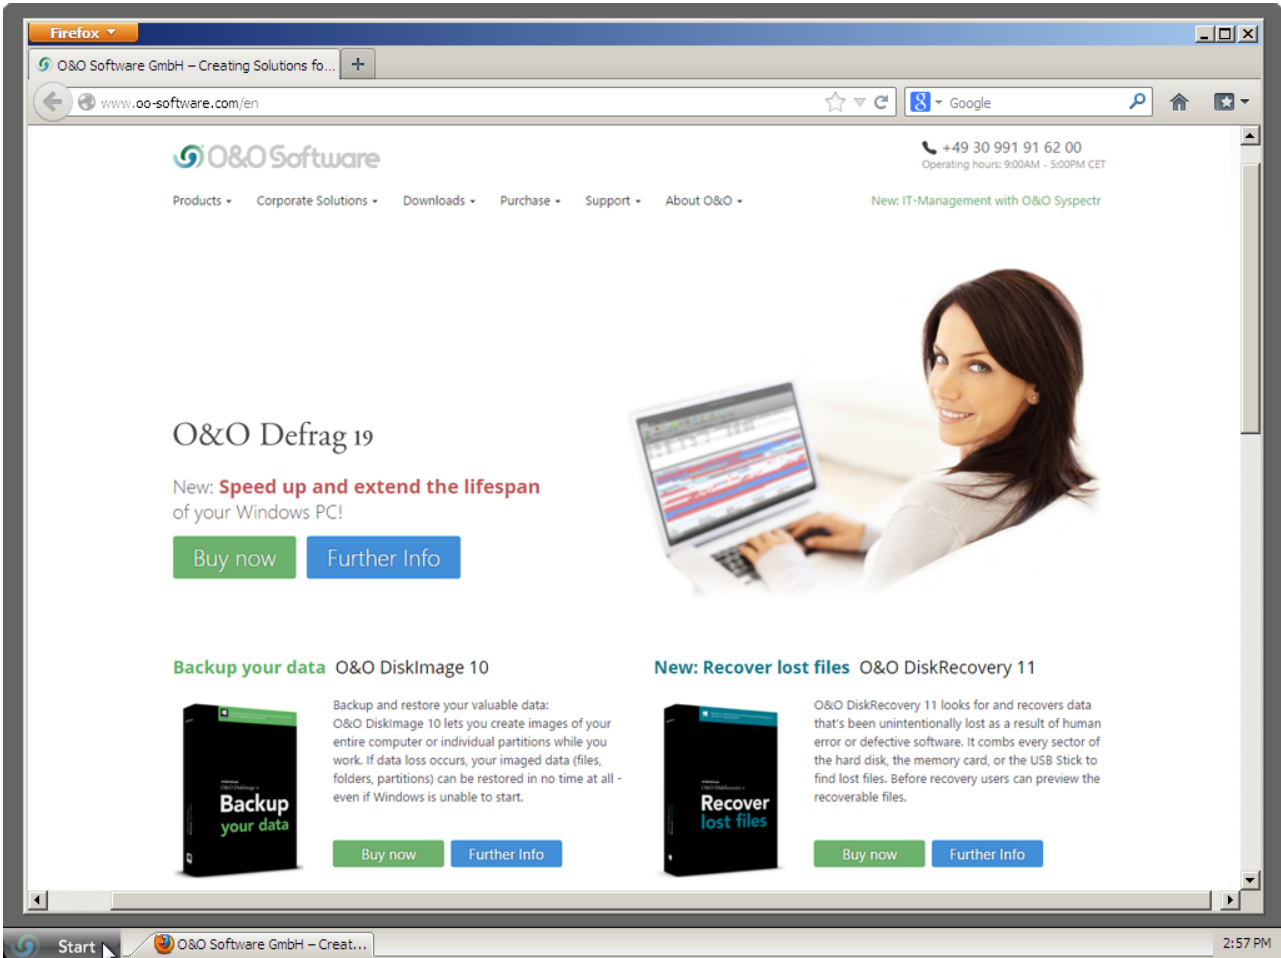 Firefox
O&O Software GmbH – Creating Solutions fo...
www.oo-software.com/en
Google
O&O Software
+49 30 991 91 62 00
Operating hours: 9:00AM - 5:00PM CET
Products
Corporate Solutions
Downloads
Purchase
Support
About O&O
New: IT-Management with O&O Syspectr
O&O Defrag 19
New: Speed up and extend the lifespan
of your Windows PC!
Buy now
Further Info
Backup your data O&O DiskImage 10
Backup and restore your valuable data:
O&O DiskImage 10 lets you create images of your
entire computer or individual partitions while you
work. If data loss occurs, your imaged data (files,
folders, partitions) can be restored in no time at all -
even if Windows is unable to start.
Backup
your data
Buy now
Further Info
New: Recover lost files O&O DiskRecovery 11
O&O DiskRecovery 11 looks for and recovers data
that's been unintentionally lost as a result of human
error or defective software. It combs every sector of
the hard disk, the memory card, or the USB Stick to
find lost files. Before recovery users can preview the
recoverable files.
Recover
lost files
Buy now
Further Info
Start
O&O Software GmbH – Creat...
2:57 PM